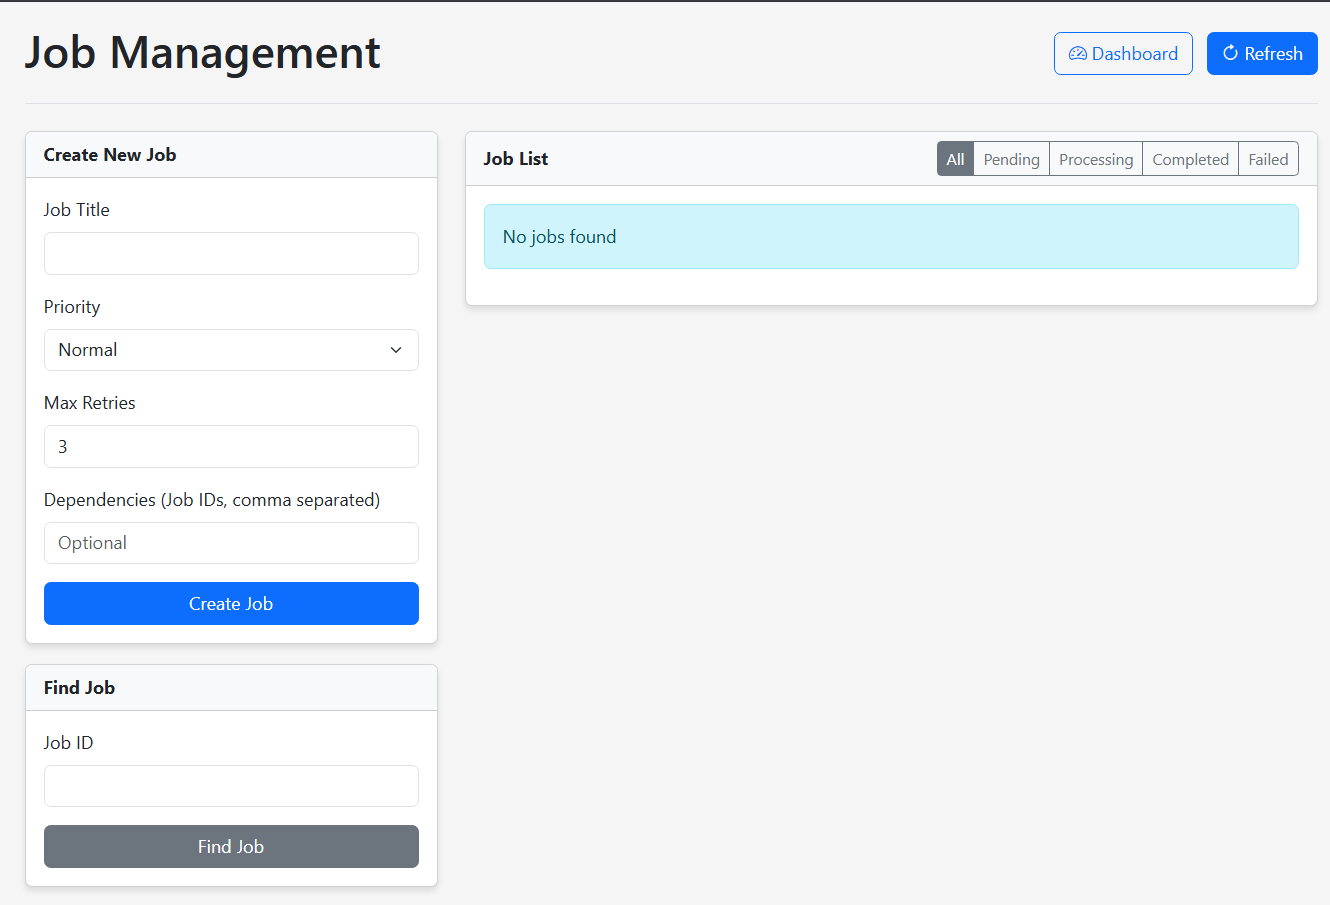 Job Management
Dashboard
Refresh
Create New Job
Job Title
Priority
Normal
Max Retries
3
Dependencies (Job IDs, comma separated)
Optional
Create Job
Find Job
Job ID
Find Job
Job List
All
Pending
Processing
Completed
Failed
No jobs found